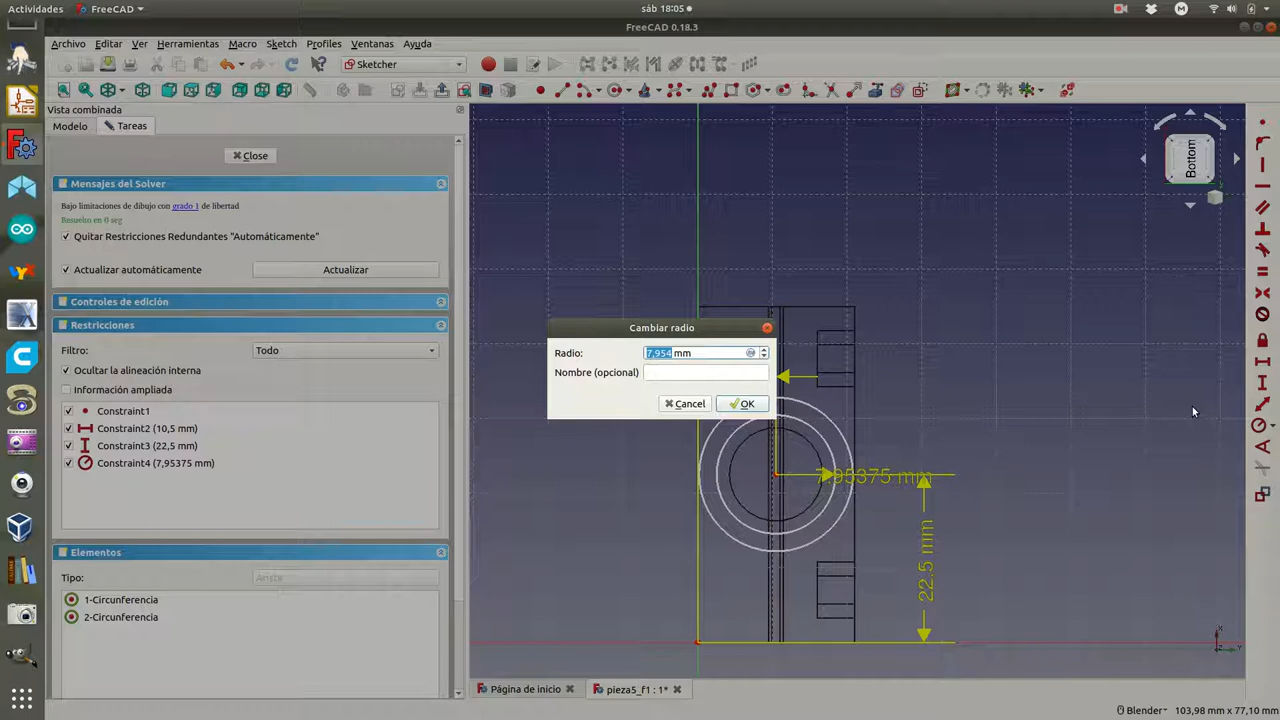 Actividades
FreeCAD
sáb 18:05
FreeCAD 0.18.3
Archivo Editar Ver Herramientas Macro Sketch Profiles Ventanas Ayuda
Sketcher
Vista combinada
Modelo Tareas
Close
Mensajes del Solver
Bajo limitaciones de dibujo con grado 1 de libertad
Resuelto en 0 seg
Quitar Restricciones Redundantes "Automáticamente"
Actualizar automáticamente
Actualizar
Controles de edición
Restricciones
Filtro:
Todo
Ocultar la alineación interna
Información ampliada
Constraint1
Constraint2 (10,5 mm)
Constraint3 (22,5 mm)
Constraint4 (7,95375 mm)
Elementos
Tipo:
Arista
1-Circunferencia
2-Circunferencia
Cambiar radio
Radio:
7,954 mm
Nombre (opcional)
Cancel
OK
7.95375 mm
22.5 mm
Bottom
Página de inicio
pieza5_f1 : 1*
Blender
103,98 mm x 77,10 mm